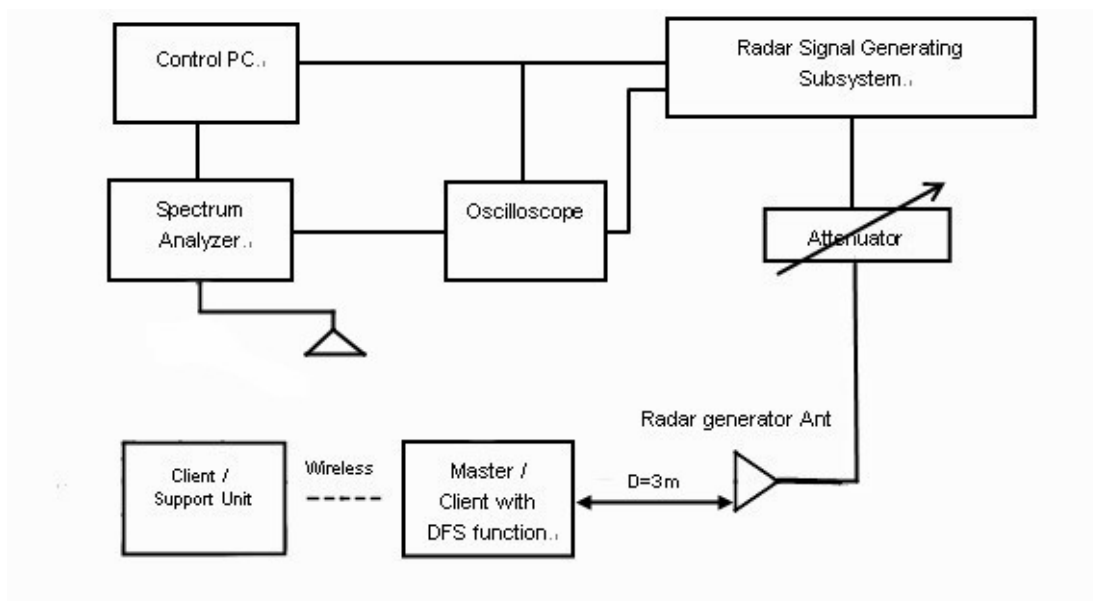 Control PC.
Radar Signal Generating
Subsystem.
Spectrum
Analyzer.
Oscilloscope
Attenuator
Radar generator Ant
Client /
Support Unit
Wireless
Master /
Client with
DFS function.
D=3m